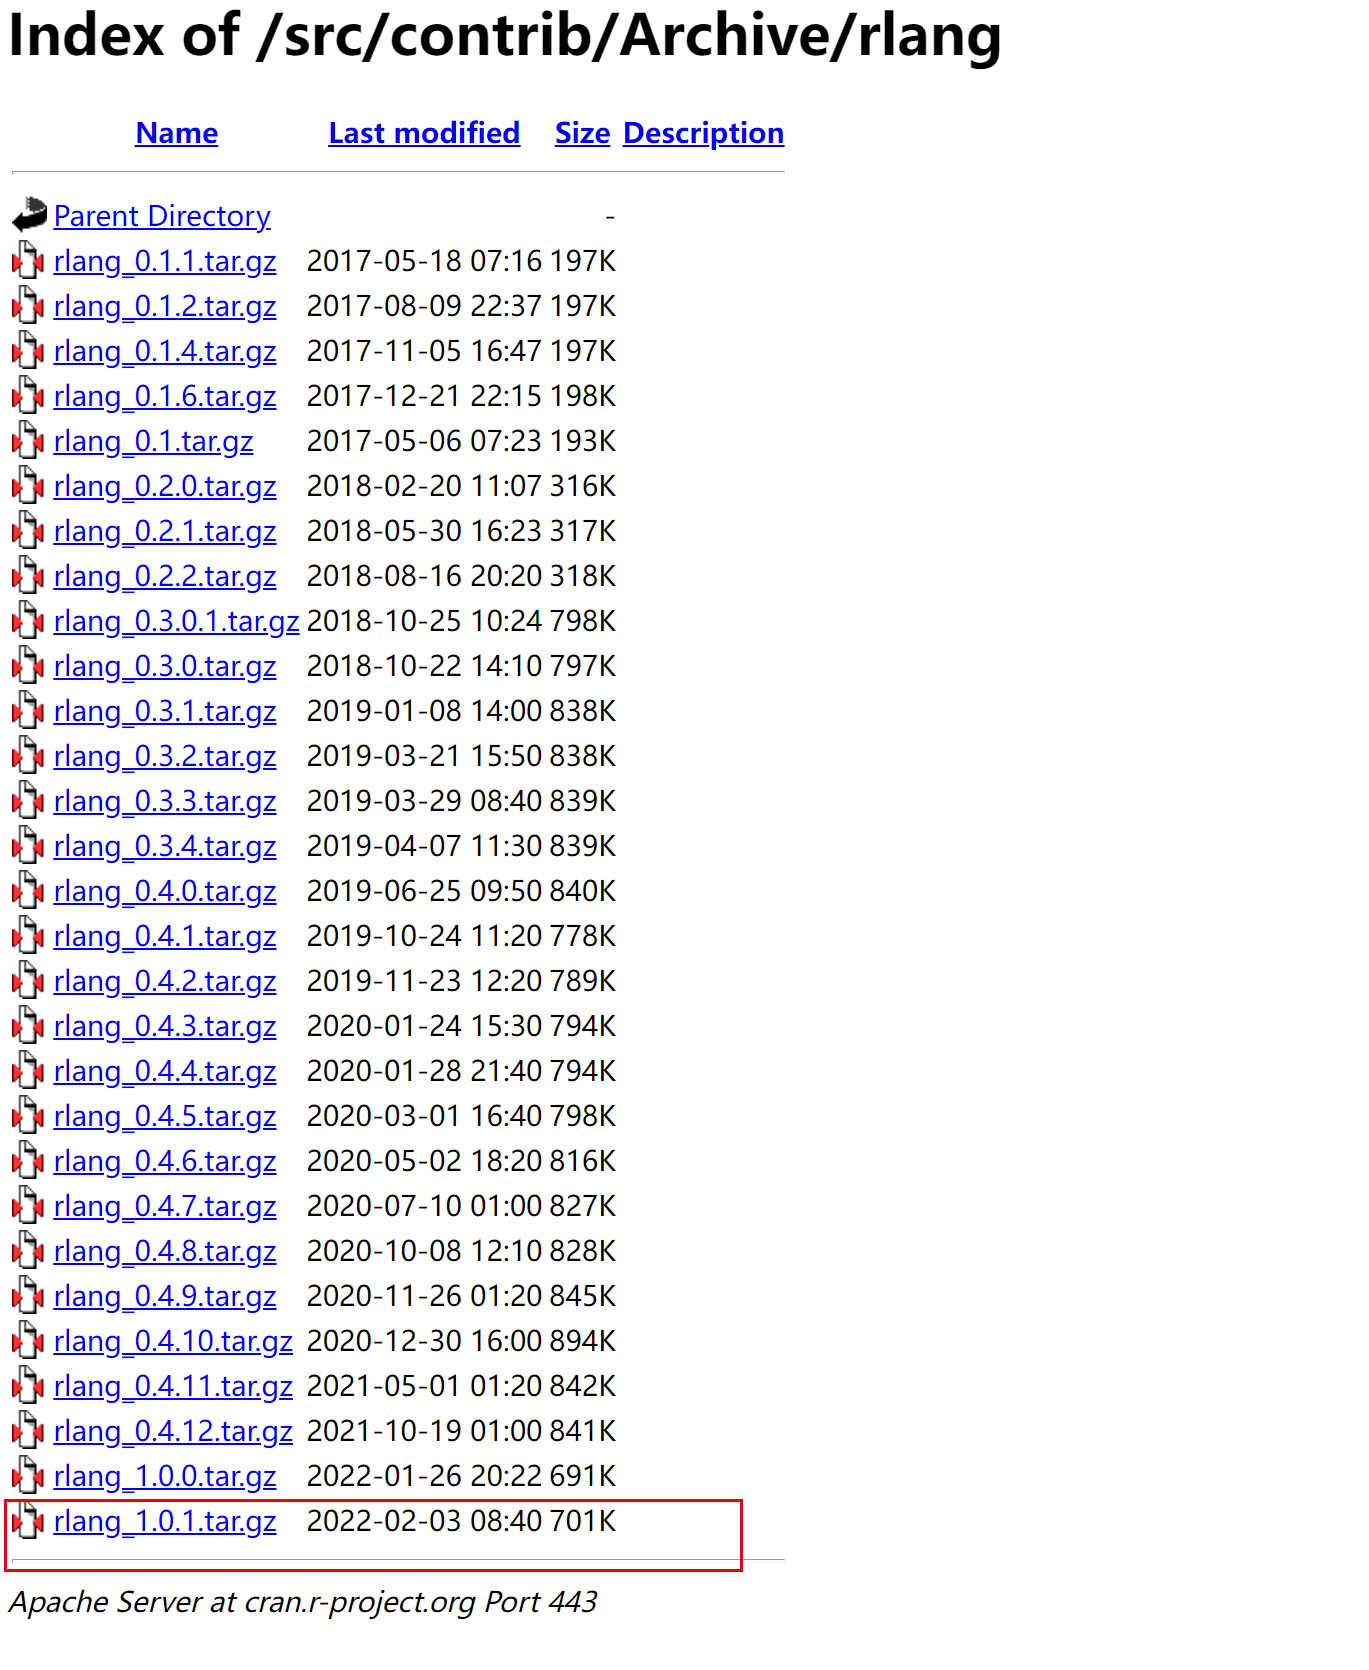 Index of /src/contrib/Archive/rlang
Name Last modified Size Description
Parent Directory -
rlang_0.1.1.tar.gz 2017-05-18 07:16 197K
rlang_0.1.2.tar.gz 2017-08-09 22:37 197K
rlang_0.1.4.tar.gz 2017-11-05 16:47 197K
rlang_0.1.6.tar.gz 2017-12-21 22:15 198K
rlang_0.1.tar.gz 2017-05-06 07:23 193K
rlang_0.2.0.tar.gz 2018-02-20 11:07 316K
rlang_0.2.1.tar.gz 2018-05-30 16:23 317K
rlang_0.2.2.tar.gz 2018-08-16 20:20 318K
rlang_0.3.0.1.tar.gz 2018-10-25 10:24 798K
rlang_0.3.0.tar.gz 2018-10-22 14:10 797K
rlang_0.3.1.tar.gz 2019-01-08 14:00 838K
rlang_0.3.2.tar.gz 2019-03-21 15:50 838K
rlang_0.3.3.tar.gz 2019-03-29 08:40 839K
rlang_0.3.4.tar.gz 2019-04-07 11:30 839K
rlang_0.4.0.tar.gz 2019-06-25 09:50 840K
rlang_0.4.1.tar.gz 2019-10-24 11:20 778K
rlang_0.4.2.tar.gz 2019-11-23 12:20 789K
rlang_0.4.3.tar.gz 2020-01-24 15:30 794K
rlang_0.4.4.tar.gz 2020-01-28 21:40 794K
rlang_0.4.5.tar.gz 2020-03-01 16:40 798K
rlang_0.4.6.tar.gz 2020-05-02 18:20 816K
rlang_0.4.7.tar.gz 2020-07-10 01:00 827K
rlang_0.4.8.tar.gz 2020-10-08 12:10 828K
rlang_0.4.9.tar.gz 2020-11-26 01:20 845K
rlang_0.4.10.tar.gz 2020-12-30 16:00 894K
rlang_0.4.11.tar.gz 2021-05-01 01:20 842K
rlang_0.4.12.tar.gz 2021-10-19 01:00 841K
rlang_1.0.0.tar.gz 2022-01-26 20:22 691K
rlang_1.0.1.tar.gz 2022-02-03 08:40 701K
Apache Server at cran.r-project.org Port 443